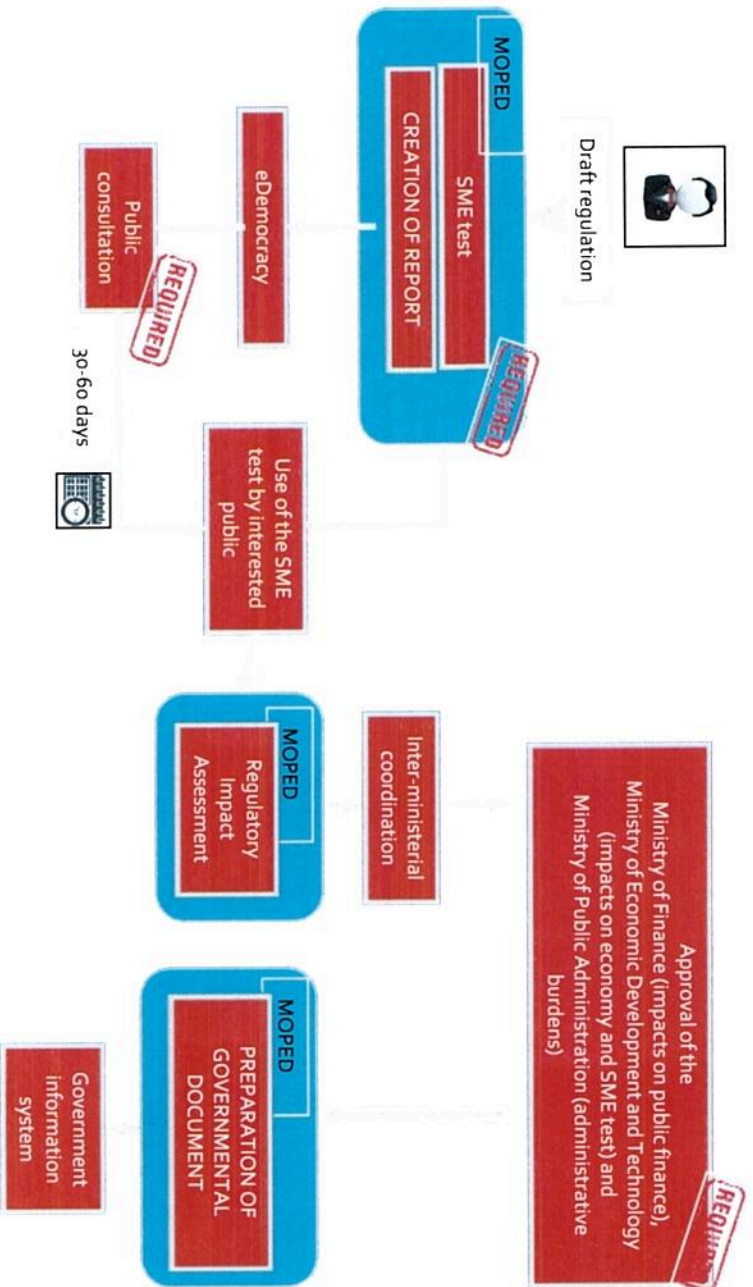 Draft regulation
MOPED
SME test
CREATION OF REPORT
REQUIRED
eDemocracy
Public
consultation
REQUIRED
30-60 days
Use of the SME
test by interested
public
MOPED
Regulatory
Impact
Assessment
Inter-ministerial
coordination
Approval of the
Ministry of Finance (impacts on public finance),
Ministry of Economic Development and Technology
(impacts on economy and SME test) and
Ministry of Public Administration (administrative
burdens)
MOPED
PREPARATION OF
GOVERNMENTAL
DOCUMENT
Government
information
system